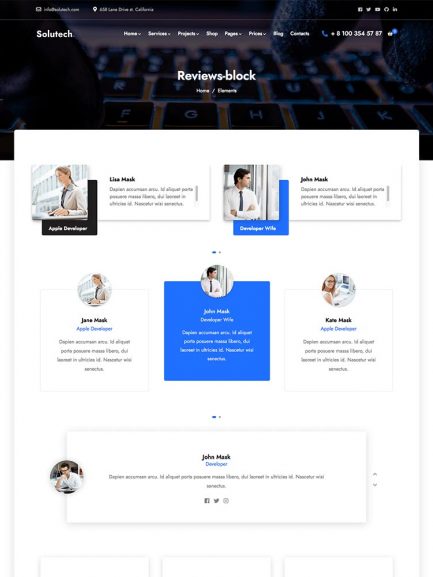 info@solutech.com
658 Lane Drive st. California
Solutech.
Home Services Projects Shop Pages Prices Blog Contacts
+ 8 100 354 57 87
Reviews-block
Home / Elements
Lisa Mask
Dapien accumsan arcu. Id aliquet porta
posuere massa libero, dui laoreet in
ultricies id. Nascetur wisi senectus.
Apple Developer
John Mask
Dapien accumsan arcu. Id aliquet porta
posuere massa libero, dui laoreet in
ultricies id. Nascetur wisi senectus.
Developer Wife
Jane Mask
Apple Developer
Dapien accumsan arcu. Id aliquet
porta posuere massa libero, dui
laoreet in ultricies id. Nascetur wisi
senectus.
John Mask
Developer Wife
Dapien accumsan arcu. Id aliquet
porta posuere massa libero, dui
laoreet in ultricies id. Nascetur wisi
senectus.
Kate Mask
Apple Developer
Dapien accumsan arcu. Id aliquet
porta posuere massa libero, dui
laoreet in ultricies id. Nascetur wisi
senectus.
John Mask
Developer
Dapien accumsan arcu. Id aliquet porta posuere massa libero, dui laoreet in ultricies id. Nascetur wisi
senectus.